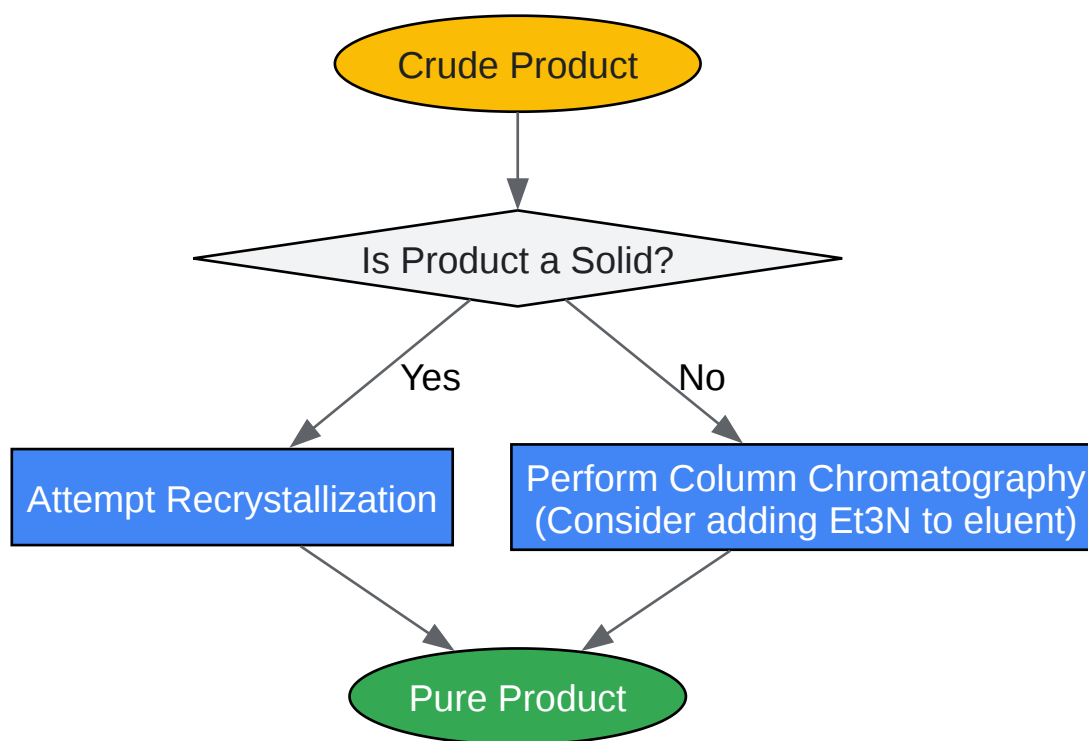 Crude Product
Is Product a Solid?
Yes
No
Attempt Recrystallization
Perform Column Chromatography
(Consider adding Et3N to eluent)
Pure Product